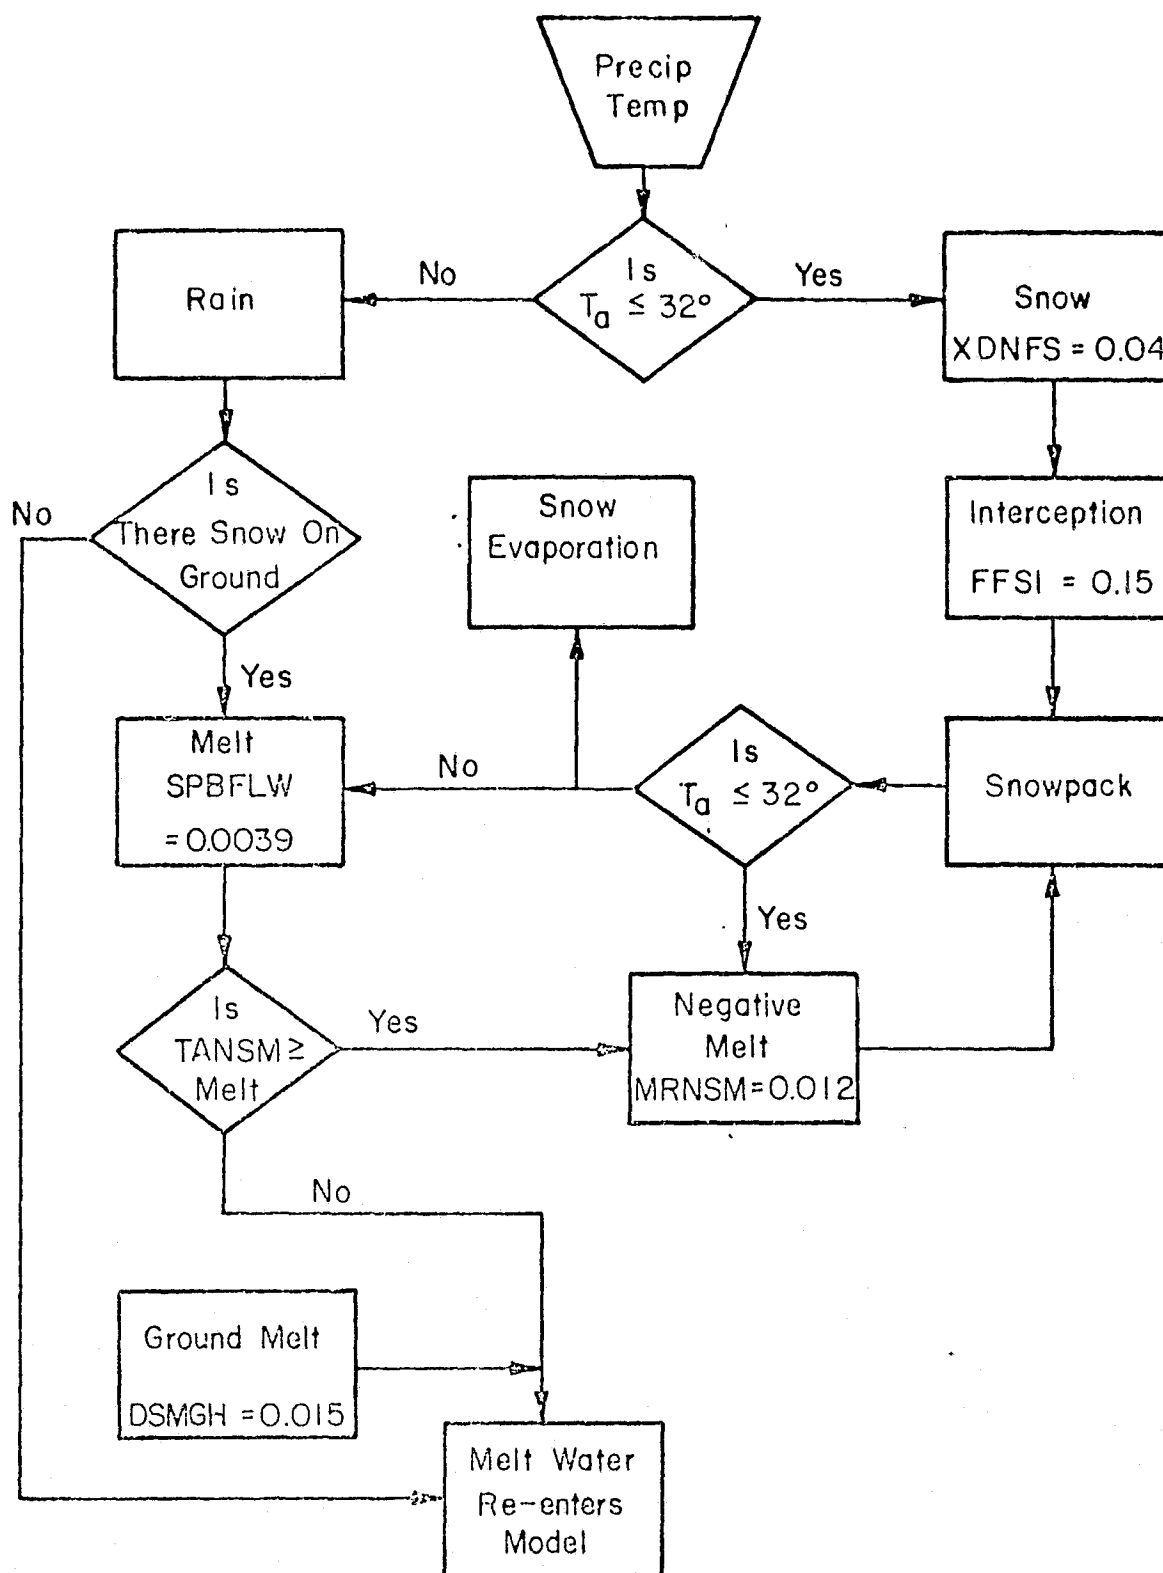 Precip
Temp
Is
Ta ≤ 32°
No
Yes
Rain
Snow
XDNFS = 0.04
Is
There Snow On
Ground
No
Yes
Snow
Evaporation
Interception
FFSI = 0.15
Melt
SPBFLW
= 0.0039
No
Is
Ta ≤ 32°
Yes
Snowpack
Is
TANSM ≥
Melt
Yes
No
Negative
Melt
MRNSM = 0.012
Ground Melt
DSMGH = 0.015
Melt Water
Re-enters
Model